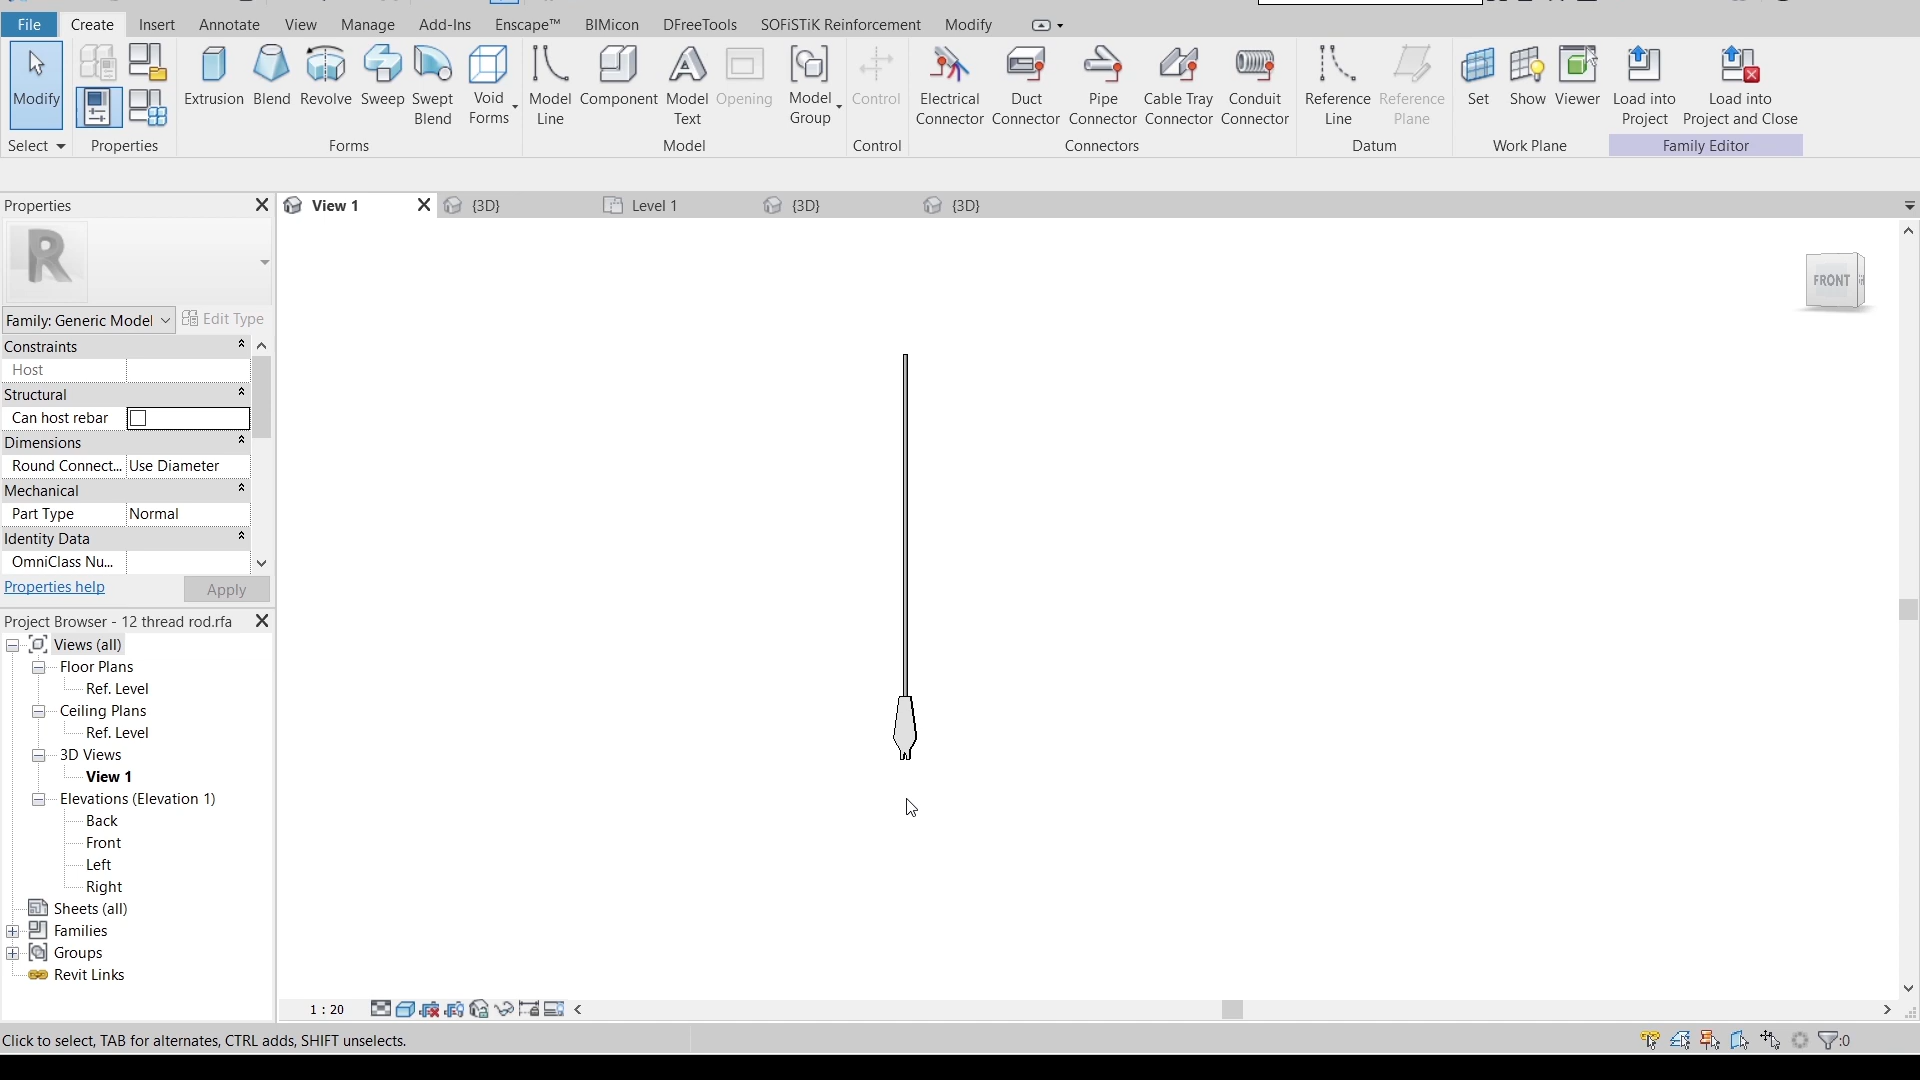 File Create Insert Annotate View Manage Add-Ins Enscape™ BIMicon DFreeTools SOFiSTiK Reinforcement Modify
Modify
Extrusion Blend Revolve Sweep Swept Blend Void Forms
Model Line Component Model Text Opening Model Group
Control
Electrical Connector Duct Connector Pipe Connector Cable Tray Connector Conduit Connector
Reference Line Reference Plane
Set Show Viewer
Load into Project Load into Project and Close
Select Properties Forms Model Control Connectors Datum Work Plane Family Editor
Properties
View 1 {3D} Level 1 {3D} {3D}
R
FRONT
Family: Generic Model Edit Type
Constraints
Host
Structural
Can host rebar
Dimensions
Round Connect... Use Diameter
Mechanical
Part Type Normal
Identity Data
OmniClass Nu...
Properties help Apply
Project Browser - 12 thread rod.rfa
Views (all)
Floor Plans
Ref. Level
Ceiling Plans
Ref. Level
3D Views
View 1
Elevations (Elevation 1)
Back
Front
Left
Right
Sheets (all)
Families
Groups
Revit Links
1 : 20
Click to select, TAB for alternates, CTRL adds, SHIFT unselects.
:0